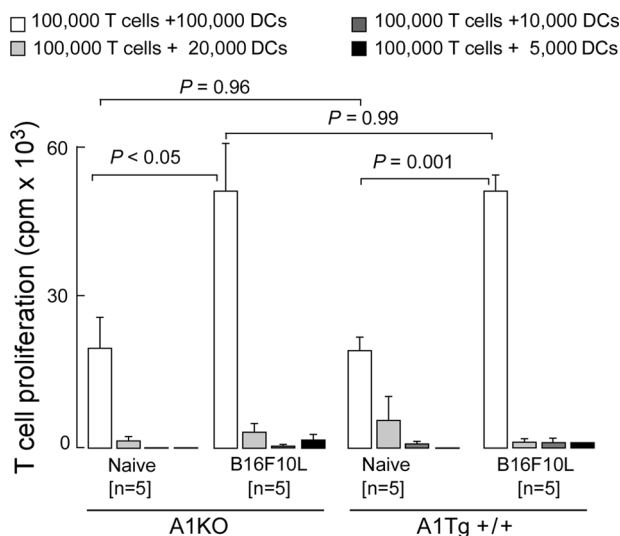 100,000 T cells +100,000 DCs
100,000 T cells + 20,000 DCs
100,000 T cells +10,000 DCs
100,000 T cells + 5,000 DCs
P = 0.96
P = 0.99
P < 0.05
P = 0.001
T cell proliferation (cpm x 10³)
60
30
0
Naive
[n=5]
B16F10L
[n=5]
Naive
[n=5]
B16F10L
[n=5]
A1KO
A1Tg +/+